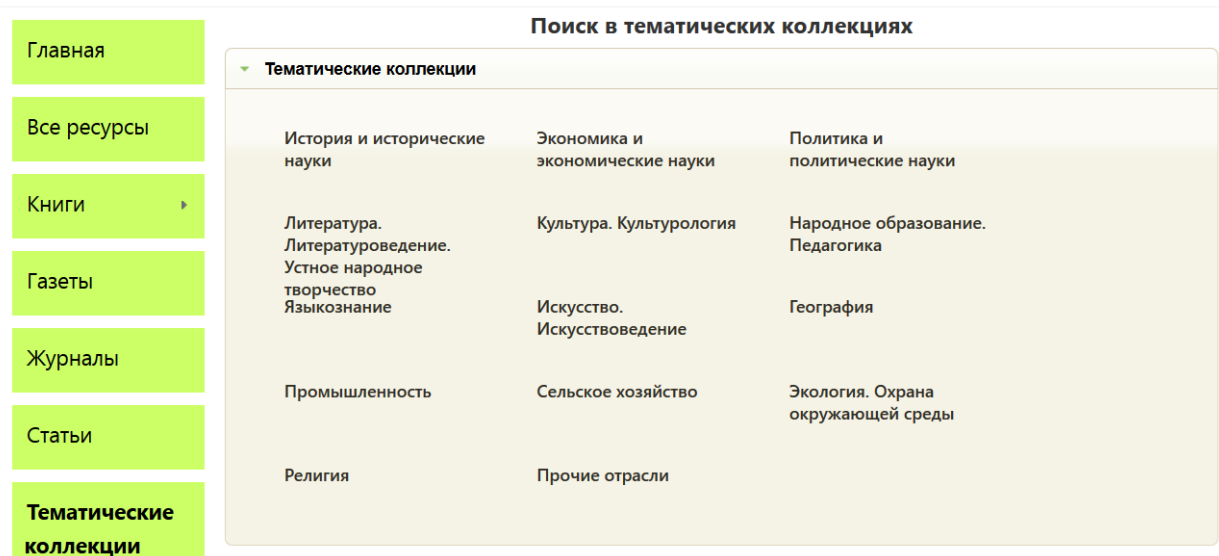 Поиск в тематических коллекциях
Главная
Все ресурсы
Книги
Газеты
Журналы
Статьи
Тематические
коллекции
Тематические коллекции
История и исторические
науки
Экономика и
экономические науки
Политика и
политические науки
Литература.
Литературоведение.
Устное народное
творчество
Культура. Культурология
Народное образование.
Педагогика
Языкознание
Искусство.
Искусствоведение
География
Промышленность
Сельское хозяйство
Экология. Охрана
окружающей среды
Религия
Прочие отрасли